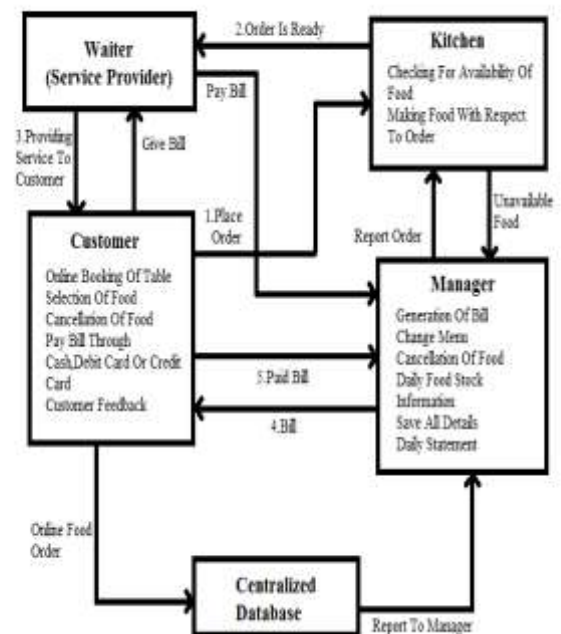 2.Order Is Ready
Waiter
(Service Provider)
Kitchen
Checking For Availability Of
Food
Making Food With Respect
To Order
Pay Bill
3.Providing
Service To
Customer
Give Bill
1.Place
Order
Report Order
Unavailable
Food
Customer
Online Booking Of Table
Selection Of Food
Cancellation Of Food
Pay Bill Through
Cash,Debit Card Or Credit
Card
Customer Feedback
Manager
Generation Of Bill
Change Menu
Cancellation Of Food
Daily Food Stock
Information
Save All Details
Daily Statement
5.Paid Bill
4.Bill
Online Food
Order
Centralized
Database
Report To Manager